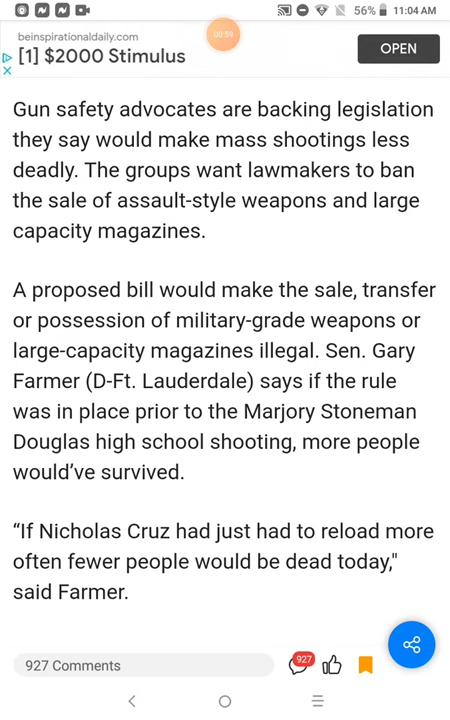 56% 11:04 AM
beinspirationaldaily.com
00:59
[1] $2000 Stimulus
OPEN
Gun safety advocates are backing legislation
they say would make mass shootings less
deadly. The groups want lawmakers to ban
the sale of assault-style weapons and large
capacity magazines.
A proposed bill would make the sale, transfer
or possession of military-grade weapons or
large-capacity magazines illegal. Sen. Gary
Farmer (D-Ft. Lauderdale) says if the rule
was in place prior to the Marjory Stoneman
Douglas high school shooting, more people
would’ve survived.
“If Nicholas Cruz had just had to reload more
often fewer people would be dead today,"
said Farmer.
927 Comments
927